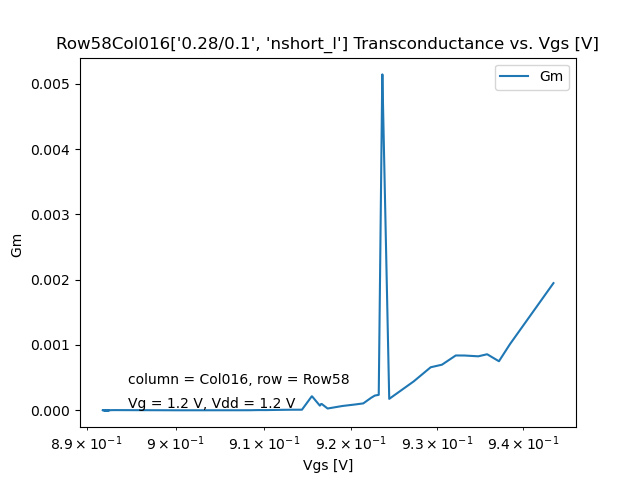 Row58Col016['0.28/0.1', 'nshort_l'] Transconductance vs. Vgs [V]
Gm
0.005
0.004
0.003
0.002
0.001
0.000
Gm
column = Col016, row = Row58
Vg = 1.2 V, Vdd = 1.2 V
8.9 × 10⁻¹ 9 × 10⁻¹ 9.1 × 10⁻¹ 9.2 × 10⁻¹ 9.3 × 10⁻¹ 9.4 × 10⁻¹
Vgs [V]